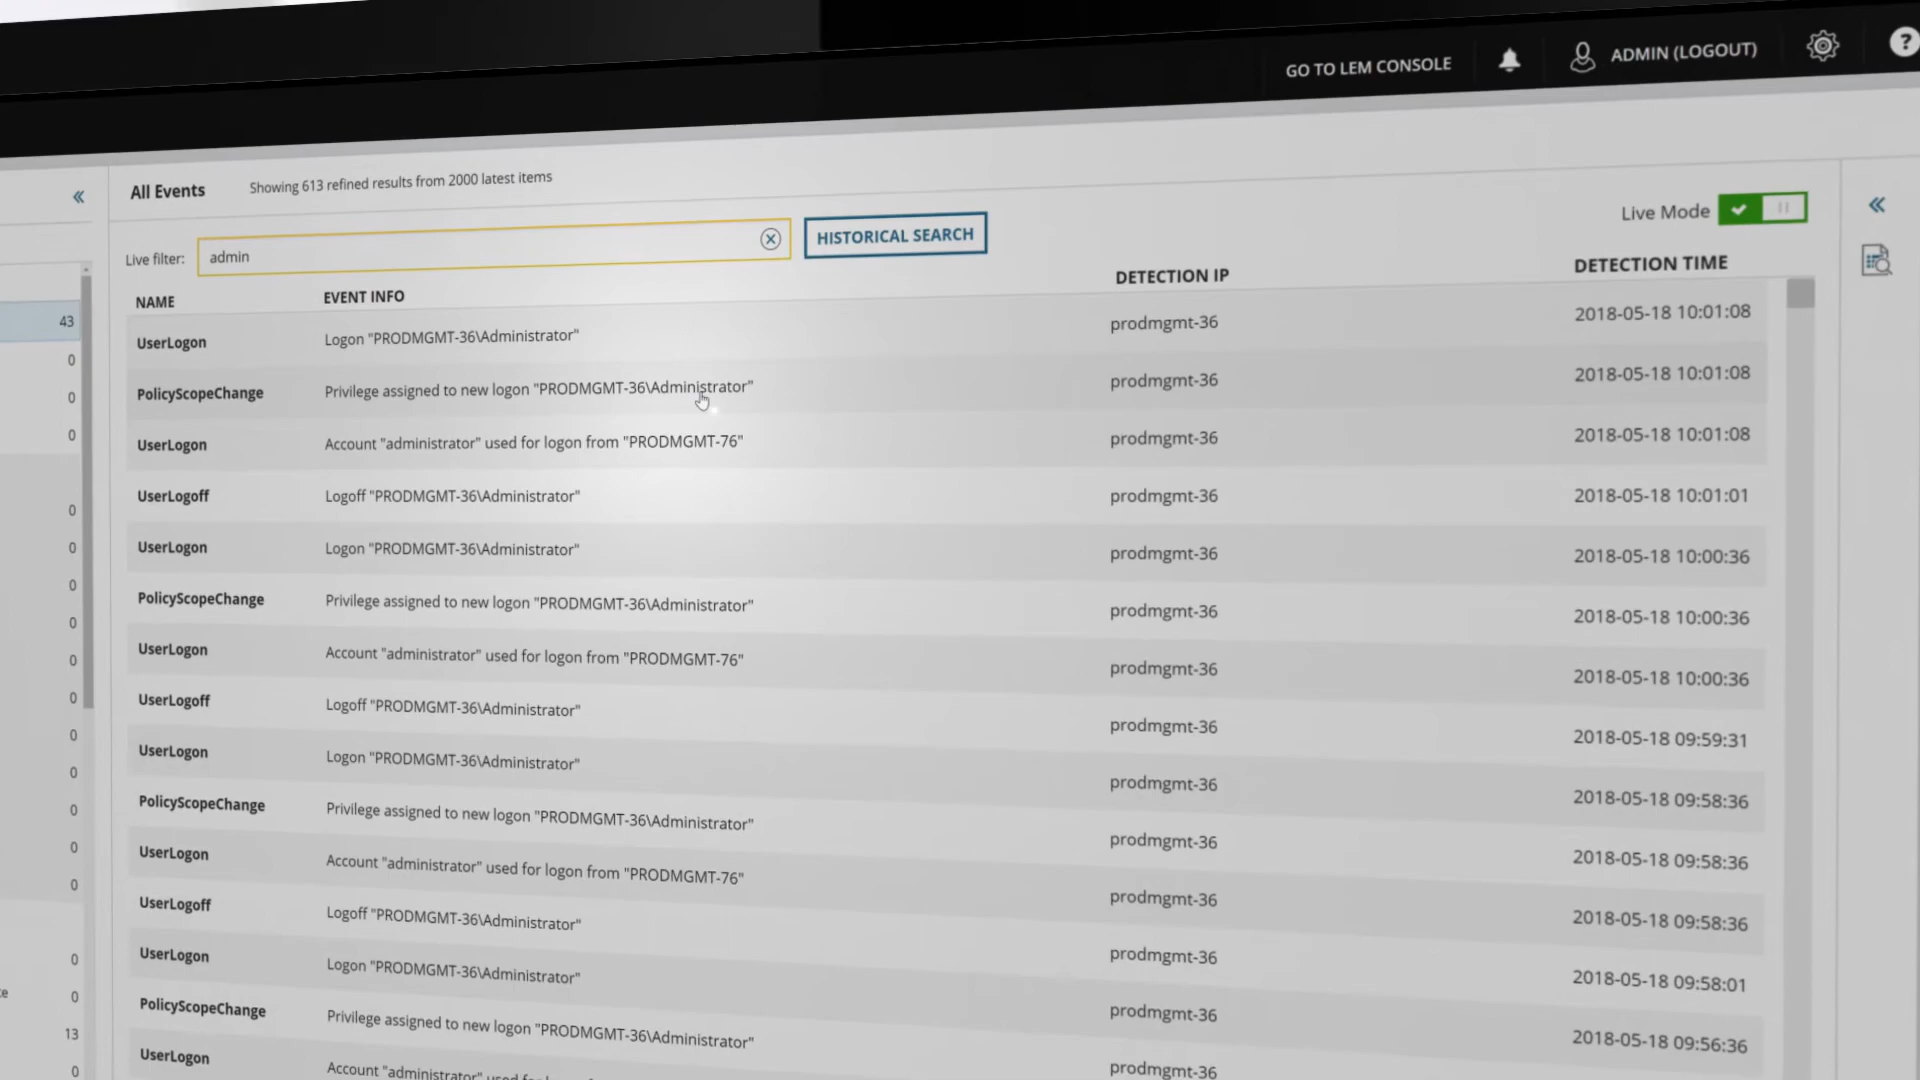 GO TO LEM CONSOLE ADMIN (LOGOUT) ?
All Events Showing 613 refined results from 2000 latest items
Live Mode
Live filter: admin HISTORICAL SEARCH
NAME EVENT INFO DETECTION IP DETECTION TIME
UserLogon Logon "PRODMGMT-36\Administrator" prodmgmt-36 2018-05-18 10:01:08
43
PolicyScopeChange Privilege assigned to new logon "PRODMGMT-36\Administrator" prodmgmt-36 2018-05-18 10:01:08
0
0
UserLogon Account "administrator" used for logon from "PRODMGMT-76" prodmgmt-36 2018-05-18 10:01:08
0
UserLogoff Logoff "PRODMGMT-36\Administrator" prodmgmt-36 2018-05-18 10:01:01
0
UserLogon Logon "PRODMGMT-36\Administrator" prodmgmt-36 2018-05-18 10:00:36
0
PolicyScopeChange Privilege assigned to new logon "PRODMGMT-36\Administrator" prodmgmt-36 2018-05-18 10:00:36
0
0
UserLogon Account "administrator" used for logon from "PRODMGMT-76" prodmgmt-36 2018-05-18 10:00:36
0
UserLogoff Logoff "PRODMGMT-36\Administrator" prodmgmt-36 2018-05-18 09:59:31
0
0
UserLogon Logon "PRODMGMT-36\Administrator" prodmgmt-36 2018-05-18 09:58:36
0
PolicyScopeChange Privilege assigned to new logon "PRODMGMT-36\Administrator" prodmgmt-36 2018-05-18 09:58:36
0
UserLogon Account "administrator" used for logon from "PRODMGMT-76" prodmgmt-36 2018-05-18 09:58:36
0
0
UserLogoff Logoff "PRODMGMT-36\Administrator" prodmgmt-36 2018-05-18 09:58:01
UserLogon Logon "PRODMGMT-36\Administrator" prodmgmt-36 2018-05-18 09:56:36
0
0
PolicyScopeChange Privilege assigned to new logon "PRODMGMT-36\Administrator" prodmgmt-36
13
UserLogon Account "administrator" used
0